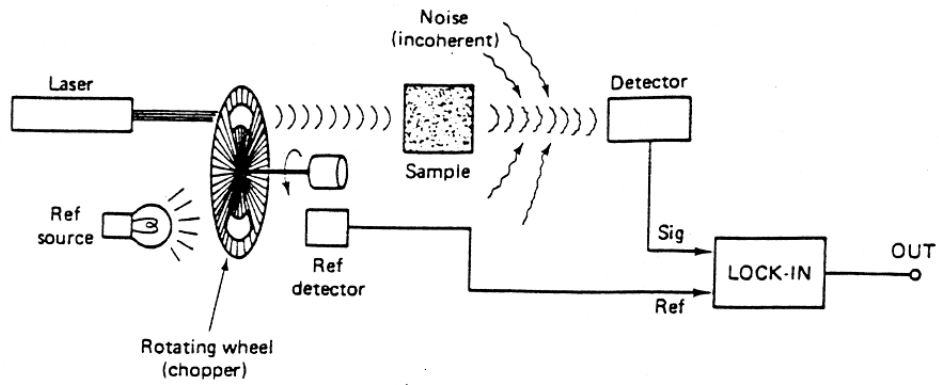 Noise
(incoherent)
Laser
Detector
Sample
Ref
source
Ref
detector
Sig
Ref
LOCK-IN
OUT
Rotating wheel
(chopper)